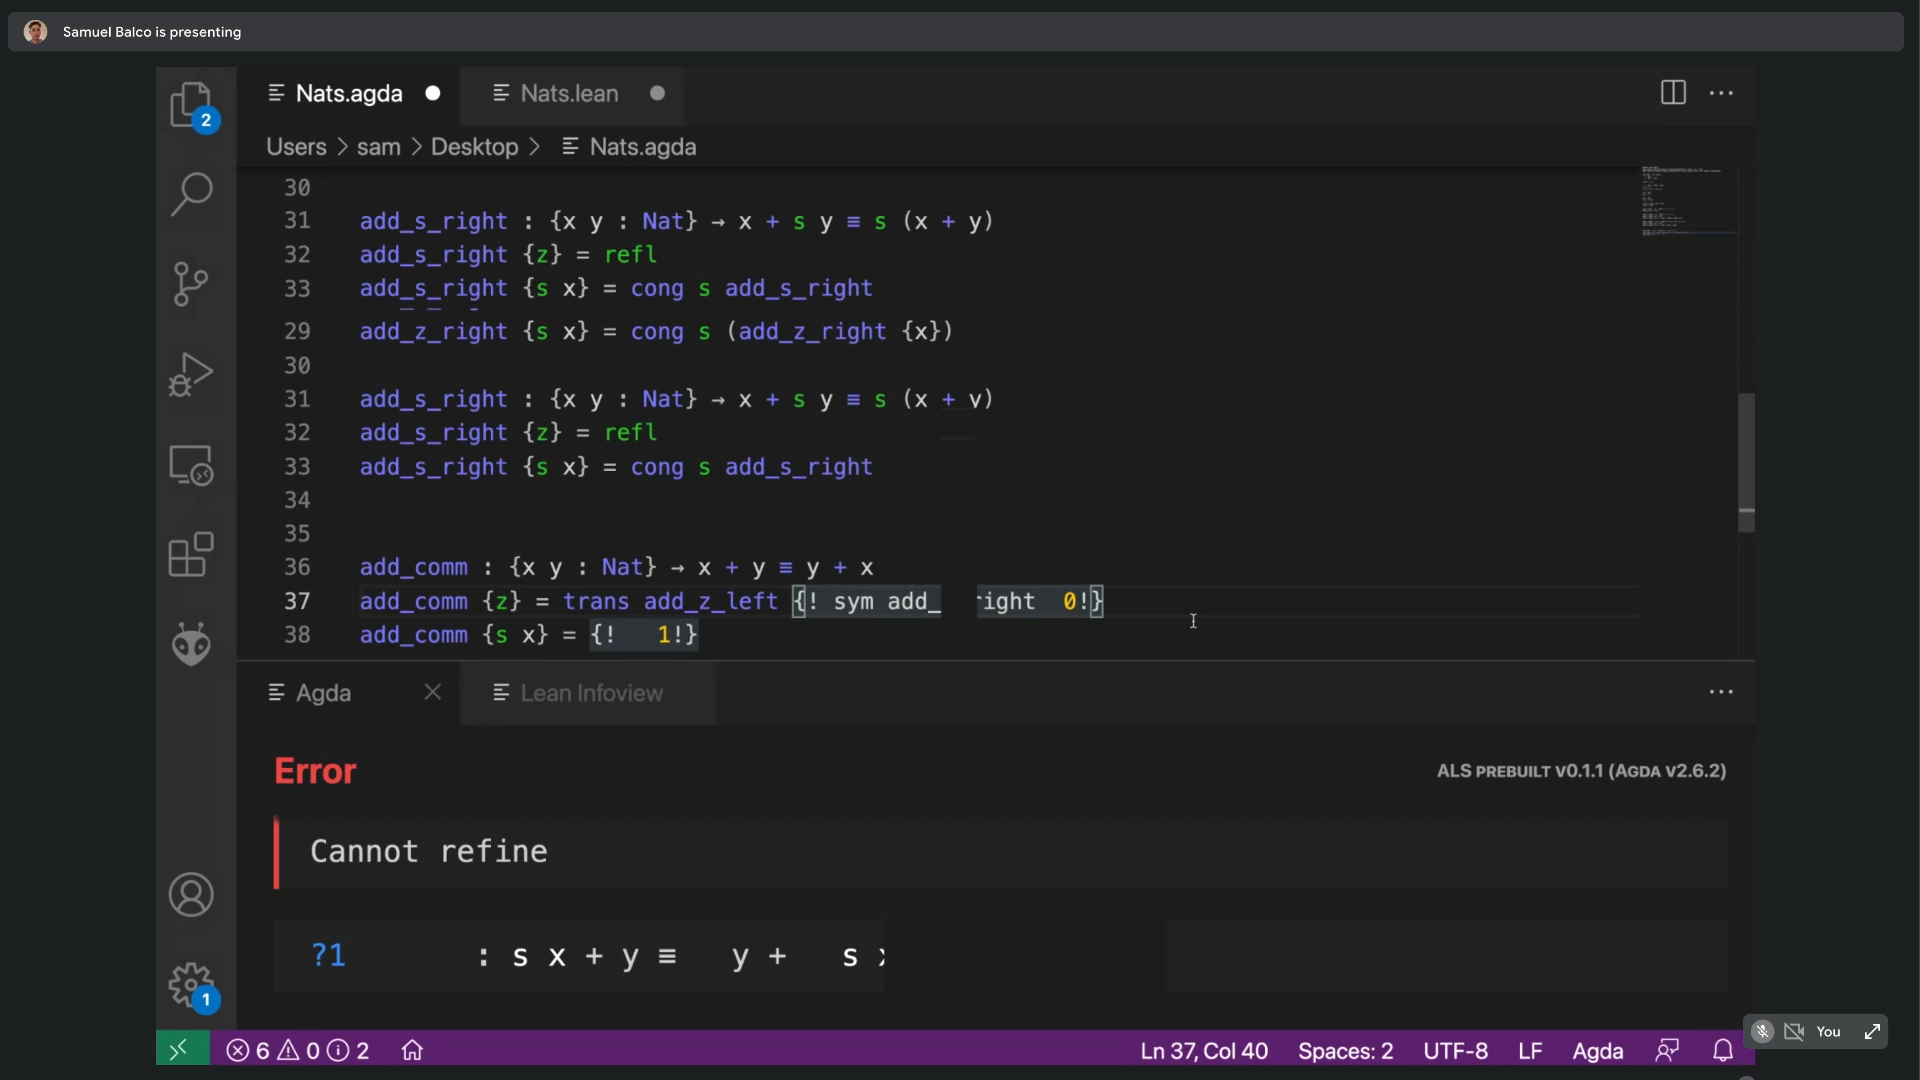 Samuel Balco is presenting
2
Nats.agda
Nats.lean
Users > sam > Desktop > Nats.agda
30
31 add_s_right : {x y : Nat} → x + s y ≡ s (x + y)
32 add_s_right {z} = refl
33 add_s_right {s x} = cong s add_s_right
29 add_z_right {s x} = cong s (add_z_right {x})
30
31 add_s_right : {x y : Nat} → x + s y ≡ s (x + y)
32 add_s_right {z} = refl
33 add_s_right {s x} = cong s add_s_right
34
35
36 add_comm : {x y : Nat} → x + y ≡ y + x
37 add_comm {z} = trans add_z_left {! sym add_ right 0!}
38 add_comm {s x} = {! 1!}
Agda
Lean Infoview
Error
ALS PREBUILT V0.1.1 (AGDA V2.6.2)
Cannot refine
?1 : s x + y ≡ y + s
1
6 0 2
Ln 37, Col 40 Spaces: 2 UTF-8 LF Agda
You